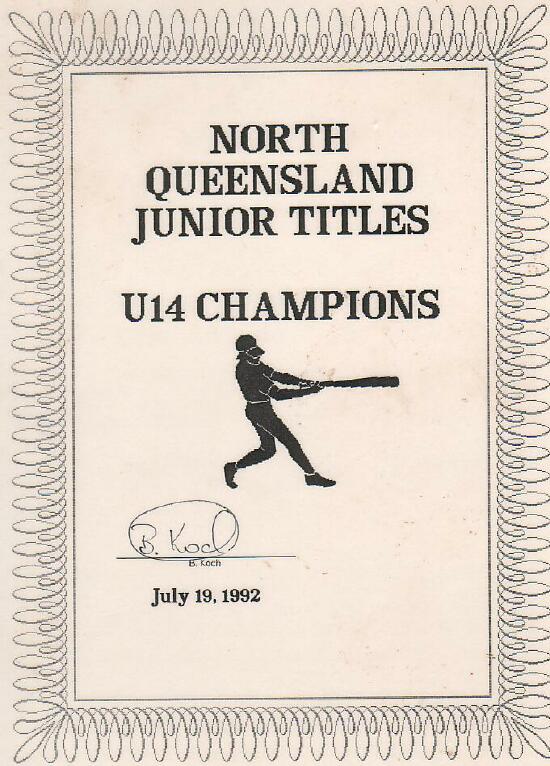 NORTH
QUEENSLAND
JUNIOR TITLES
U14 CHAMPIONS
B. Koch
B. Koch
July 19, 1992